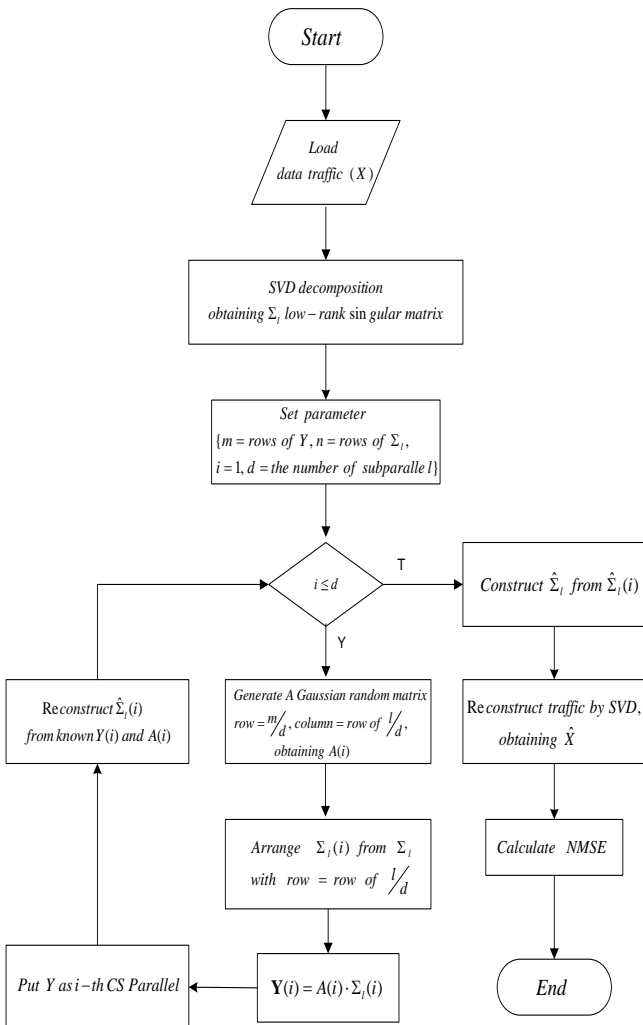 Start
Load
data traffic (X)
SVD decomposition
obtaining Σₗ low − rank sin gular matrix
Set parameter
{m = rows of Y, n = rows of Σₗ,
i = 1, d = the number of subparalle l}
i ≤ d
T
Y
Construct Σ̂ₗ from Σ̂ₗ(i)
Reconstruct Σ̂ₗ(i)
from known Y(i) and A(i)
Generate A Gaussian random matrix
row = m/d, column = row of l/d,
obtaining A(i)
Reconstruct traffic by SVD,
obtaining X̂
Arrange Σₗ(i) from Σₗ
with row = row of l/d
Calculate NMSE
Put Y as i − th CS Parallel
Y(i) = A(i) · Σₗ(i)
End